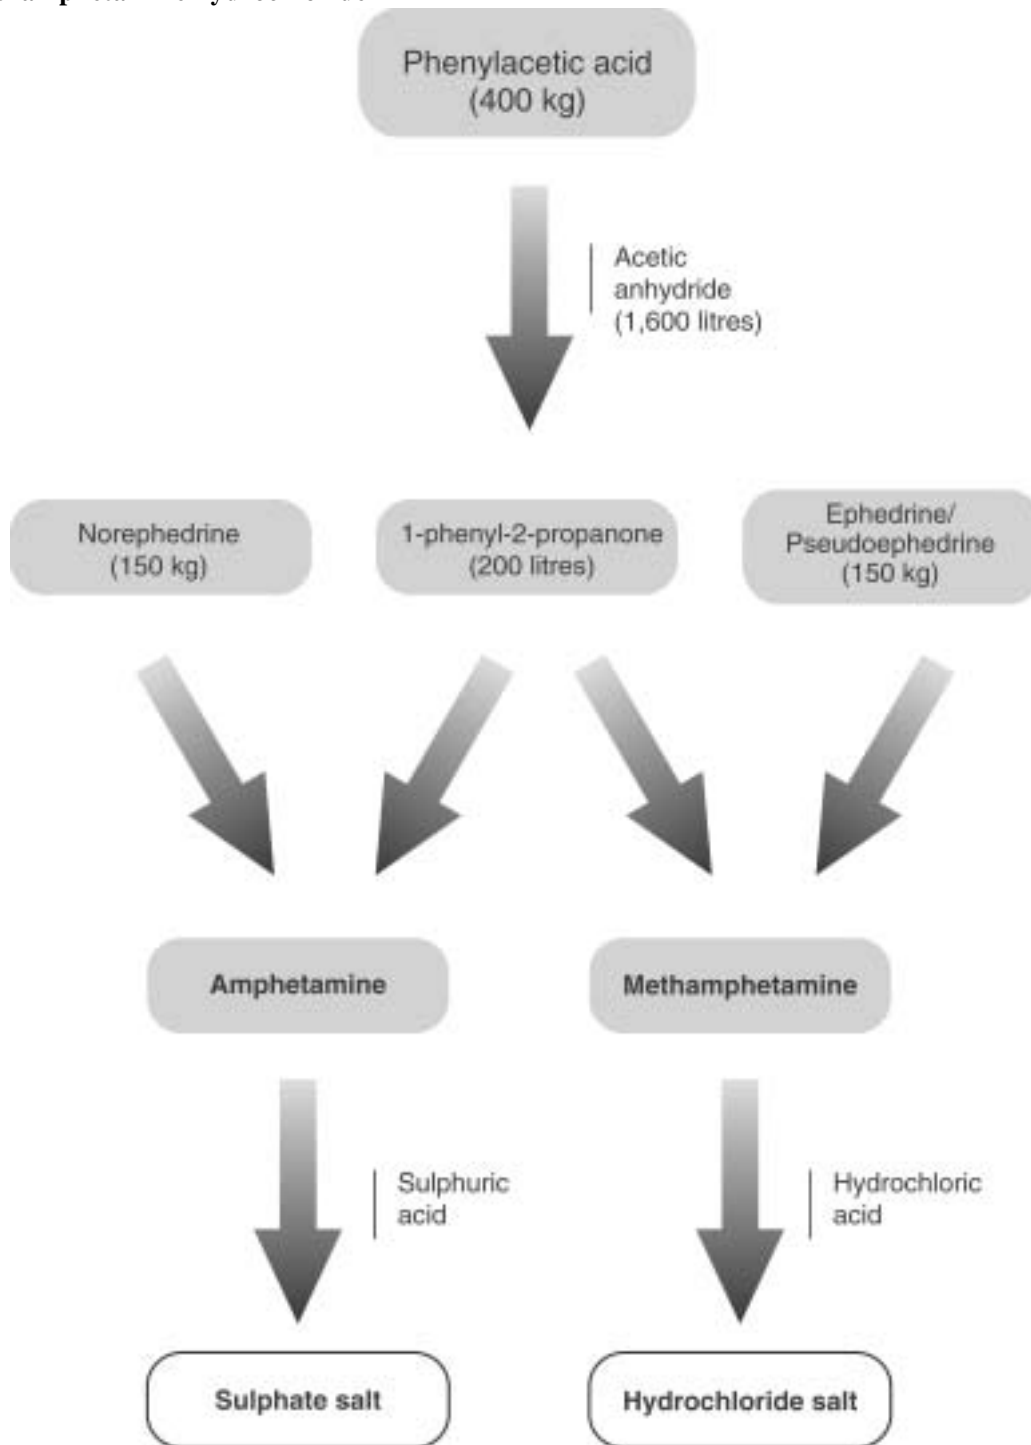 Phenylacetic acid
(400 kg)
Acetic
anhydride
(1,600 litres)
Norephedrine
(150 kg)
1-phenyl-2-propanone
(200 litres)
Ephedrine/
Pseudoephedrine
(150 kg)
Amphetamine
Methamphetamine
Sulphuric
acid
Hydrochloric
acid
Sulphate salt
Hydrochloride salt